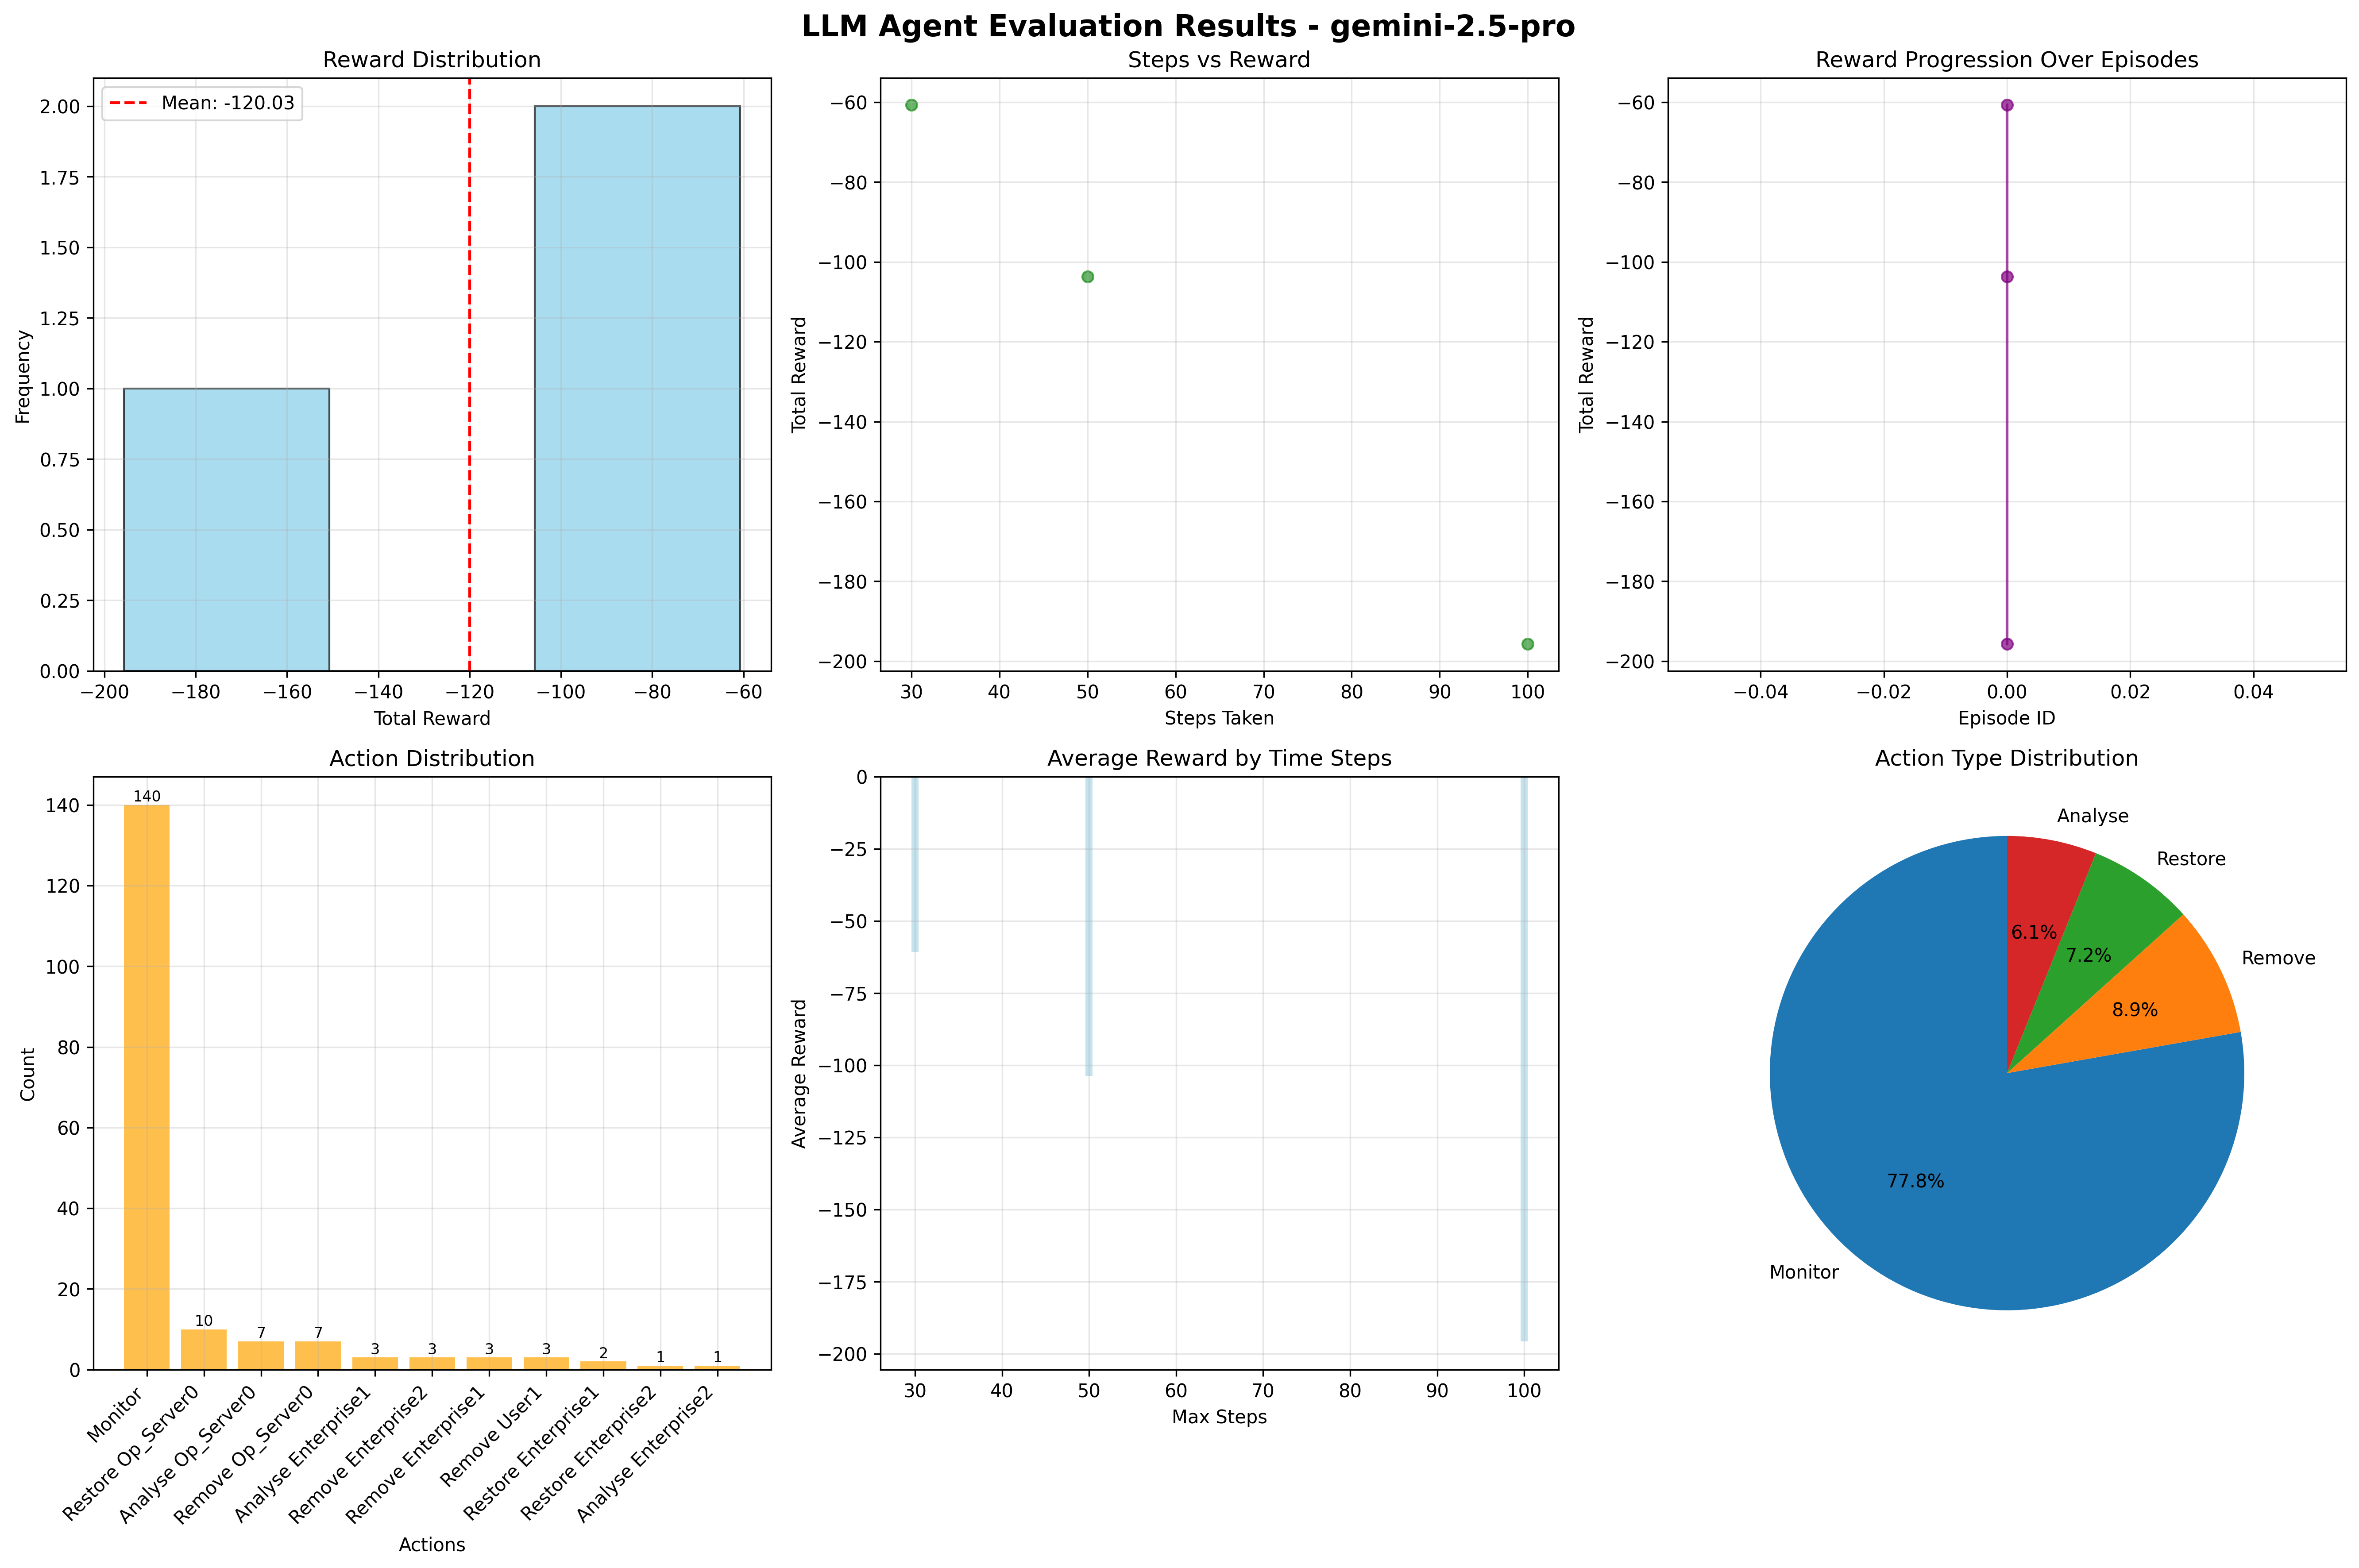 LLM Agent Evaluation Results - gemini-2.5-pro
Reward Distribution
Mean: -120.03
2.00
1.75
1.50
1.25
1.00
0.75
0.50
0.25
0.00
Frequency
−200 −180 −160 −140 −120 −100 −80 −60
Total Reward
Steps vs Reward
−60
−80
−100
−120
−140
−160
−180
−200
Total Reward
30 40 50 60 70 80 90 100
Steps Taken
Reward Progression Over Episodes
−60
−80
−100
−120
−140
−160
−180
−200
Total Reward
−0.04 −0.02 0.00 0.02 0.04
Episode ID
Action Distribution
140
120
100
80
60
40
20
0
Count
140 10 7 7 3 3 3 3 2 1 1
Monitor
Restore Op_Server0
Analyse Op_Server0
Remove Op_Server0
Analyse Enterprise1
Remove Enterprise2
Remove Enterprise1
Remove User1
Restore Enterprise1
Restore Enterprise2
Analyse Enterprise2
Actions
Average Reward by Time Steps
0
−25
−50
−75
−100
−125
−150
−175
−200
Average Reward
30 40 50 60 70 80 90 100
Max Steps
Action Type Distribution
Analyse
Restore
Remove
Monitor
6.1%
7.2%
8.9%
77.8%